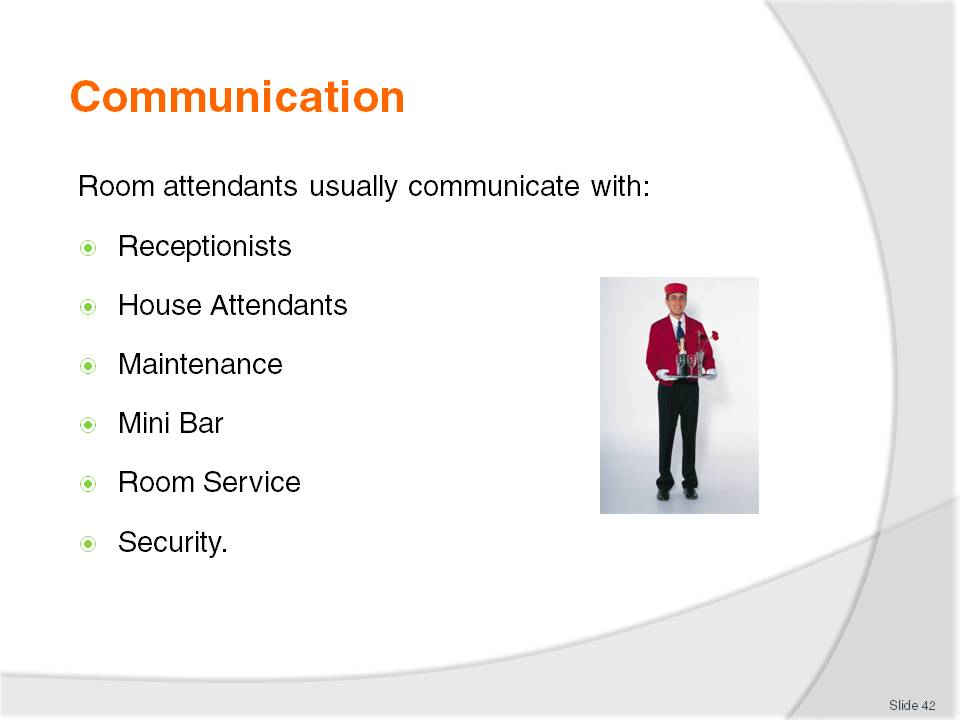 Communication
Room attendants usually communicate with:
Receptionists
House Attendants
Maintenance
Mini Bar
Room Service
Security.
Slide 42